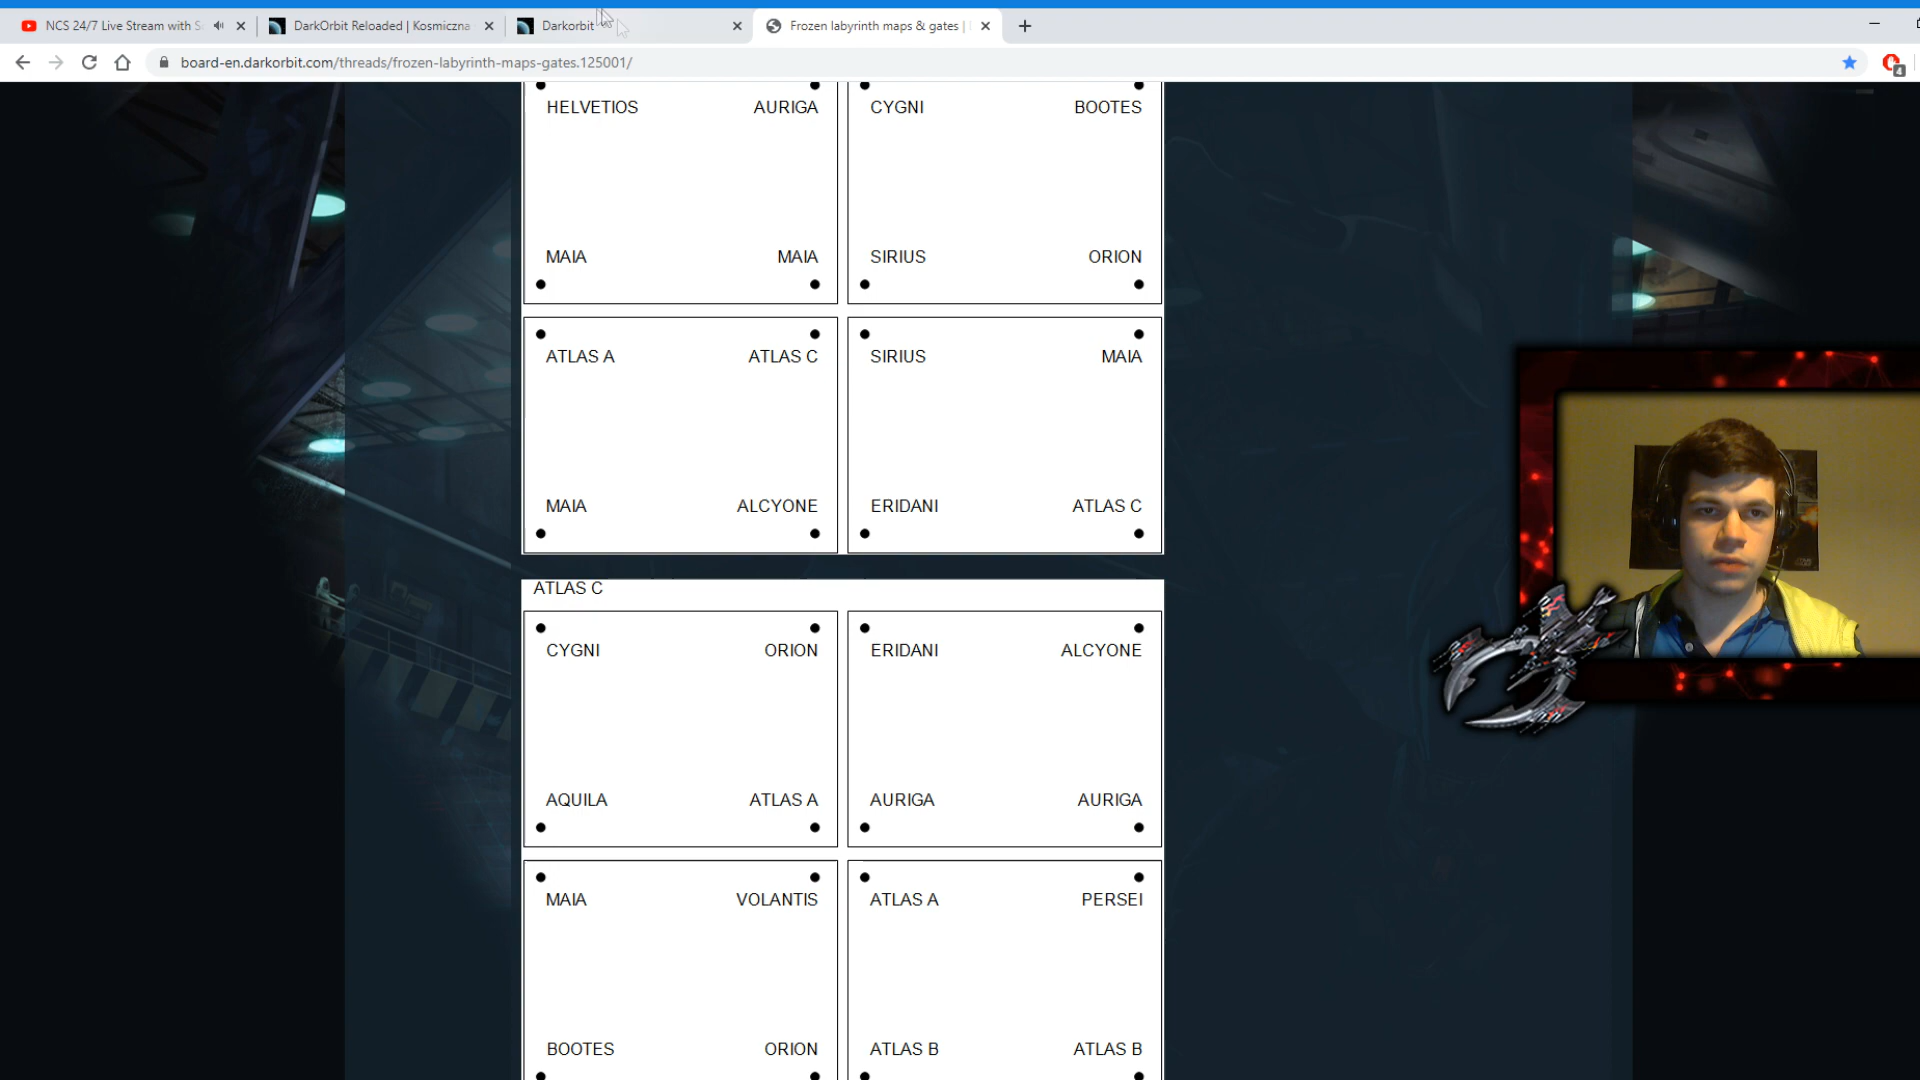 NCS 24/7 Live Stream with S
DarkOrbit Reloaded | Kosmiczna
Darkorbit
Frozen labyrinth maps & gates |
board-en.darkorbit.com/threads/frozen-labyrinth-maps-gates.125001/
4
HELVETIOS AURIGA CYGNI BOOTES
MAIA MAIA SIRIUS ORION
ATLAS A ATLAS C SIRIUS MAIA
MAIA ALCYONE ERIDANI ATLAS C
ATLAS C
CYGNI ORION ERIDANI ALCYONE
AQUILA ATLAS A AURIGA AURIGA
MAIA VOLANTIS ATLAS A PERSEI
BOOTES ORION ATLAS B ATLAS B